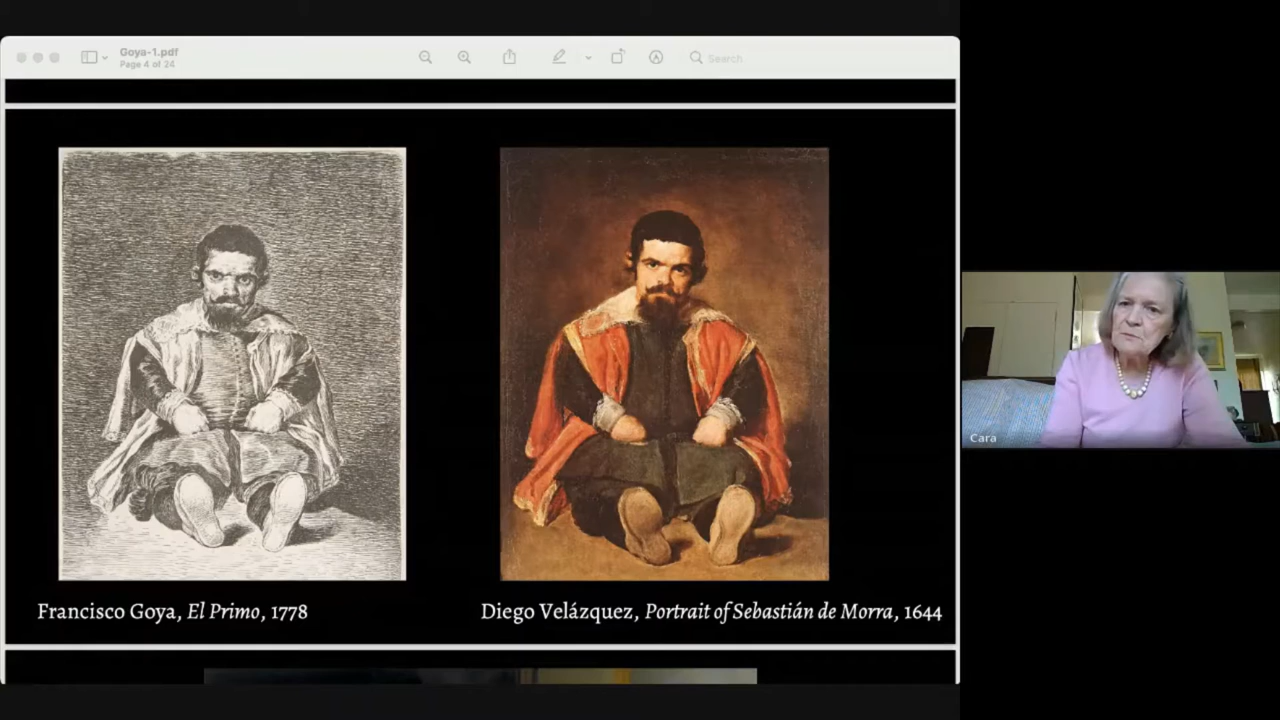 Goya-1.pdf
Page 4 of 24
Search
Francisco Goya, El Primo, 1778
Diego Velázquez, Portrait of Sebastián de Morra, 1644
Cara